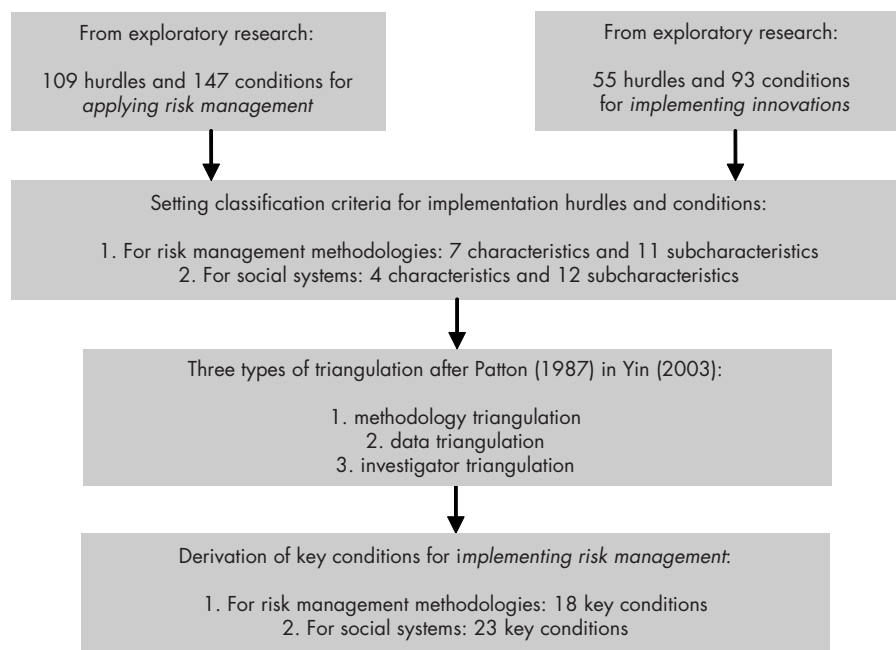 From exploratory research:
109 hurdles and 147 conditions for
applying risk management
From exploratory research:
55 hurdles and 93 conditions
for implementing innovations
Setting classification criteria for implementation hurdles and conditions:
1. For risk management methodologies: 7 characteristics and 11 subcharacteristics
2. For social systems: 4 characteristics and 12 subcharacteristics
Three types of triangulation after Patton (1987) in Yin (2003):
1. methodology triangulation
2. data triangulation
3. investigator triangulation
Derivation of key conditions for implementing risk management:
1. For risk management methodologies: 18 key conditions
2. For social systems: 23 key conditions